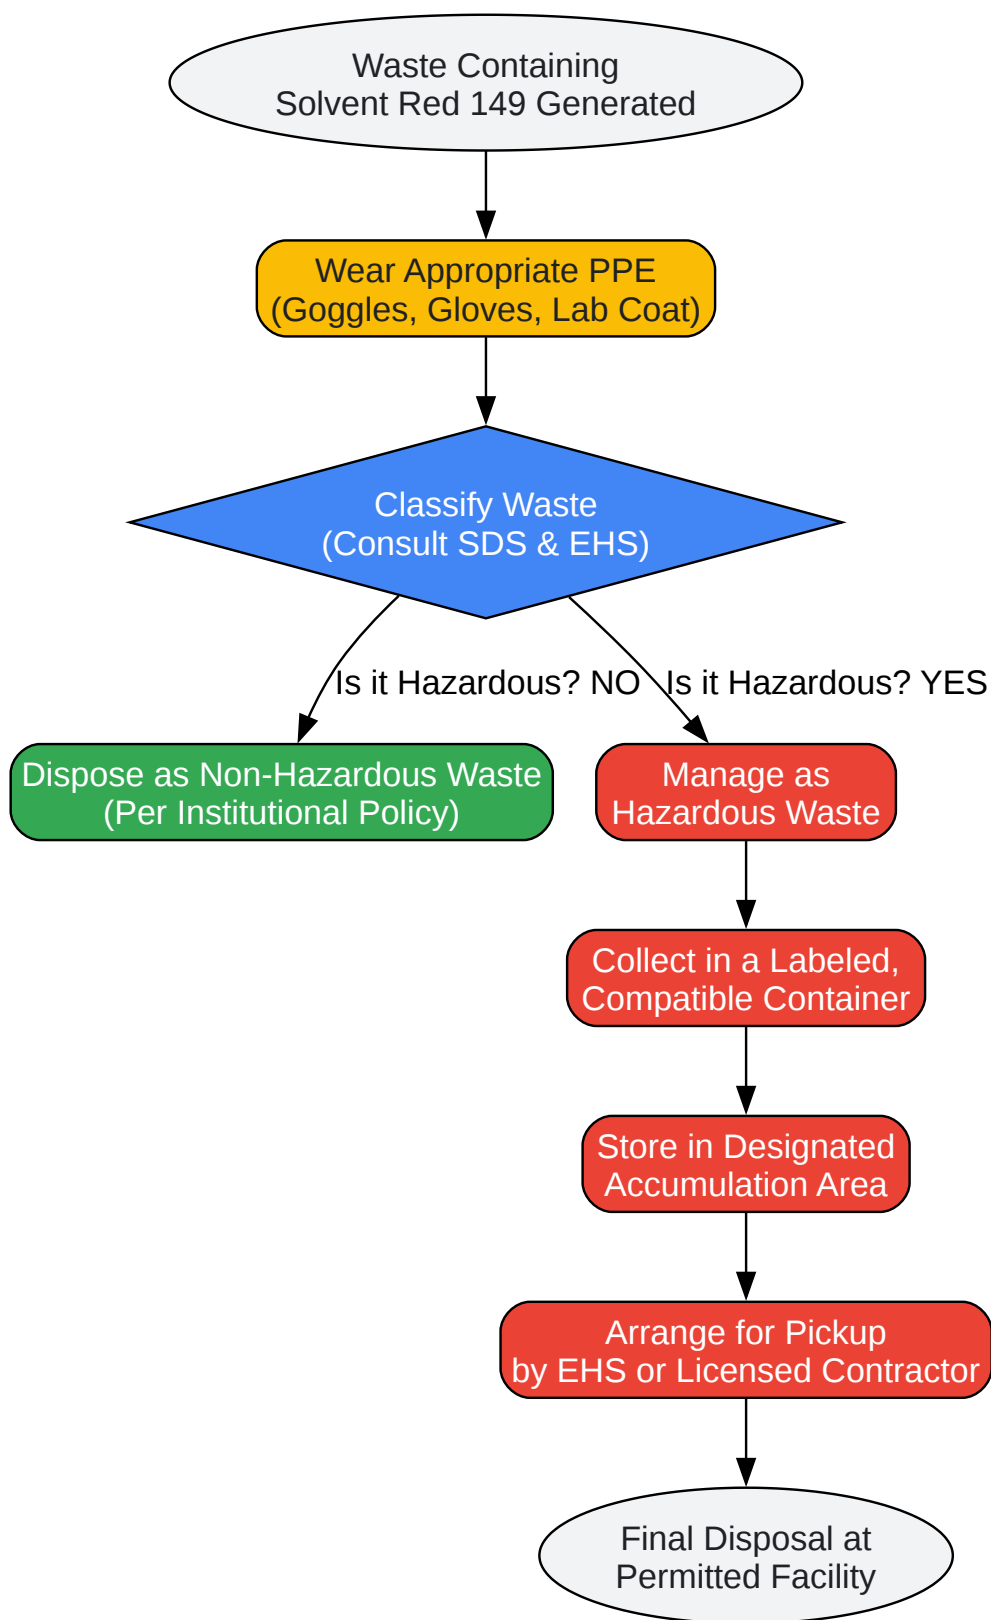 Waste Containing
Solvent Red 149 Generated
Wear Appropriate PPE
(Goggles, Gloves, Lab Coat)
Classify Waste
(Consult SDS & EHS)
Is it Hazardous? NO
Is it Hazardous? YES
Dispose as Non-Hazardous Waste
(Per Institutional Policy)
Manage as
Hazardous Waste
Collect in a Labeled,
Compatible Container
Store in Designated
Accumulation Area
Arrange for Pickup
by EHS or Licensed Contractor
Final Disposal at
Permitted Facility